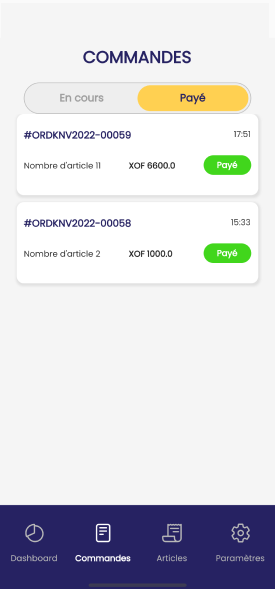 COMMANDES
En cours Payé
#ORDKNV2022-00059 17:51
Nombre d'article 11 XOF 6600.0 Payé
#ORDKNV2022-00058 15:33
Nombre d'article 2 XOF 1000.0 Payé
Dashboard Commandes Articles Paramètres